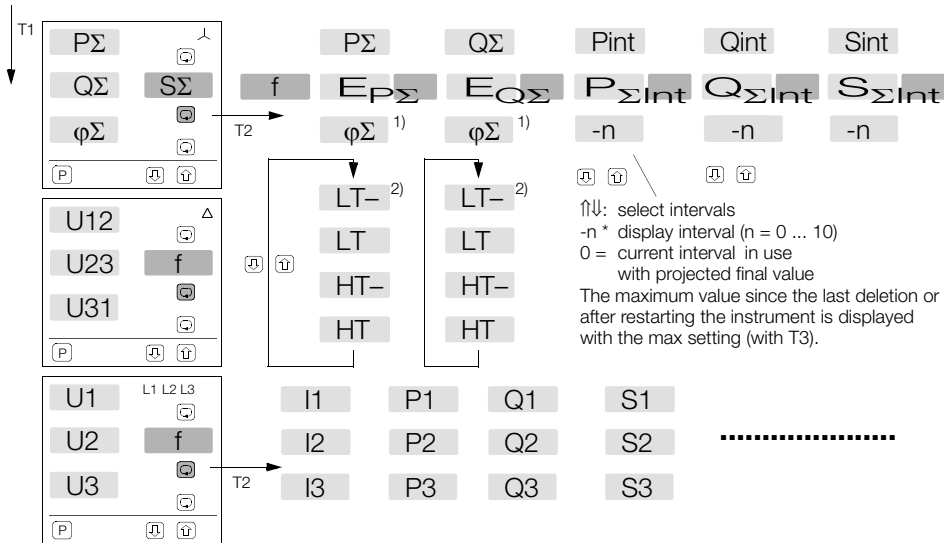 T1
PΣ
QΣ SΣ
φΣ
P
T2
f
PΣ QΣ Pint Qint Sint
EPΣ EQΣ PΣInt QΣInt SΣInt
φΣ 1) φΣ 1) -n -n -n
LT– 2) LT– 2)
LT LT
HT– HT–
HT HT
⇑⇓: select intervals
-n * display interval (n = 0 ... 10)
0 = current interval in use
with projected final value
The maximum value since the last deletion or
after restarting the instrument is displayed
with the max setting (with T3).
U12 Δ
U23 f
U31
P
U1 L1 L2 L3
U2 f
U3
P
T2
I1 P1 Q1 S1
I2 P2 Q2 S2
I3 P3 Q3 S3